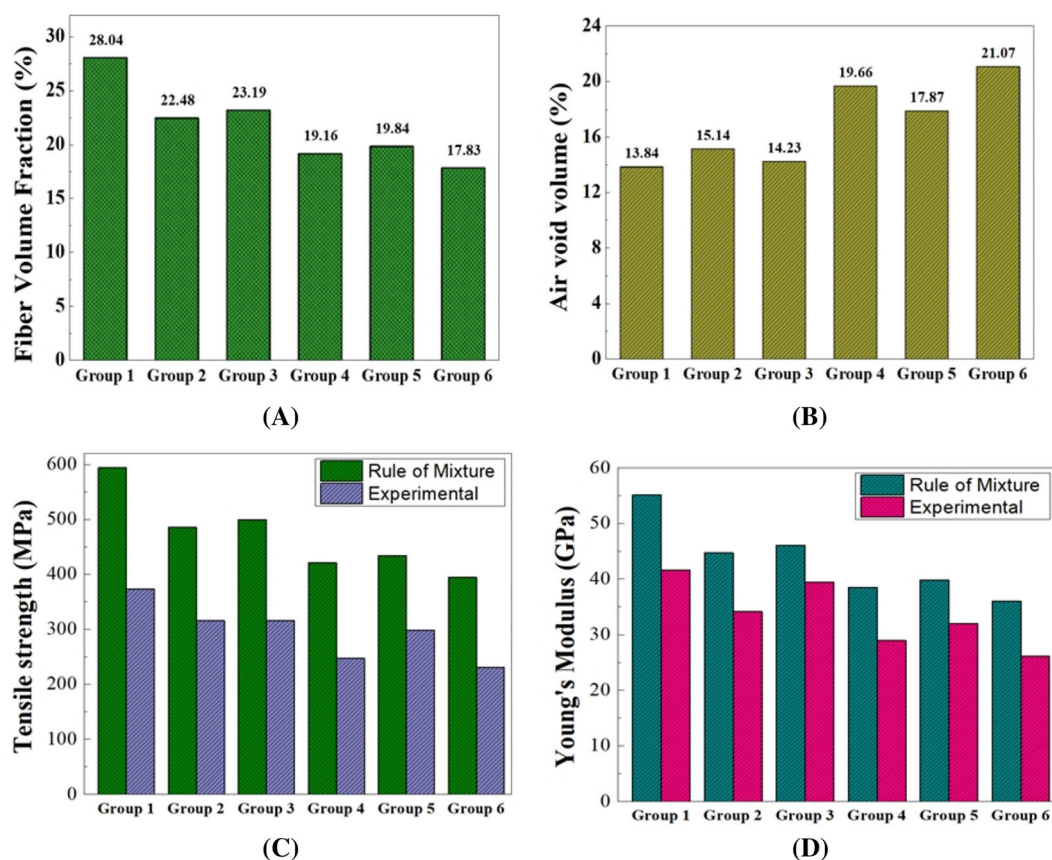 Fiber Volume Fraction (%)
30
25
20
15
10
5
0
28.04
22.48
23.19
19.16
19.84
17.83
Group 1 Group 2 Group 3 Group 4 Group 5 Group 6
(A)
Air void volume (%)
24
20
16
12
8
4
0
13.84
15.14
14.23
19.66
17.87
21.07
Group 1 Group 2 Group 3 Group 4 Group 5 Group 6
(B)
Tensile strength (MPa)
600
500
400
300
200
100
0
Rule of Mixture
Experimental
Group 1 Group 2 Group 3 Group 4 Group 5 Group 6
(C)
Young's Modulus (GPa)
60
50
40
30
20
10
0
Rule of Mixture
Experimental
Group 1 Group 2 Group 3 Group 4 Group 5 Group 6
(D)